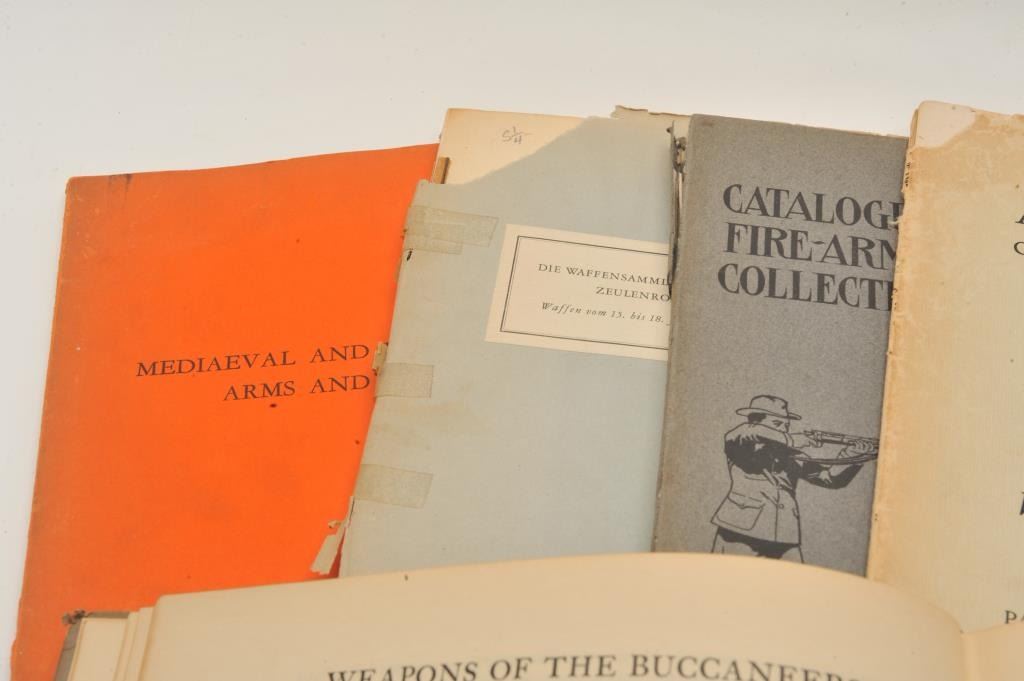 MEDIAEVAL AND
ARMS AND
DIE WAFFENSAMML
ZEULENRO
Waffen vom 15. bis 18.
CATALOG
FIRE-ARM
COLLECT
WEAPONS OF THE BUCCANEERS